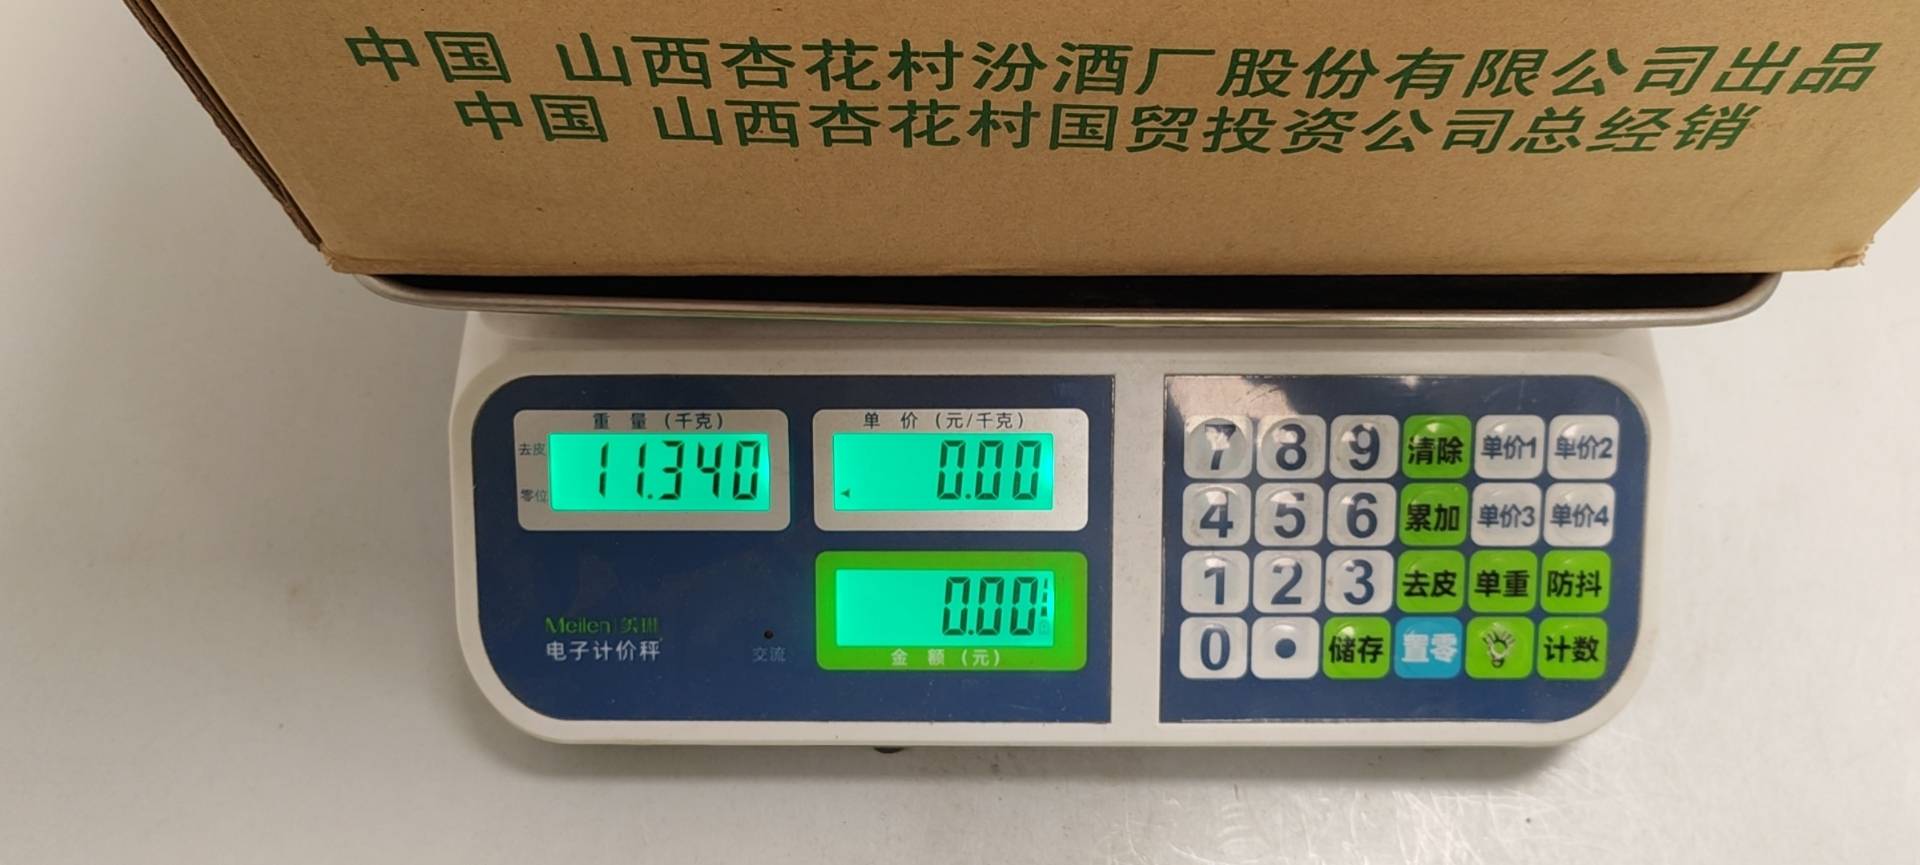 中国 山西杏花村汾酒厂股份有限公司出品
中国 山西杏花村国贸投资公司总经销
重 量 (千克)
去皮
零位
11.340
单 价 (元/千克)
0.00
0.00
金 额 (元)
Meilen
电子计价秤
交流
7 8 9 清除 单价1 单价2
4 5 6 累加 单价3 单价4
1 2 3 去皮 单重 防抖
0 • 储存 置零 计数